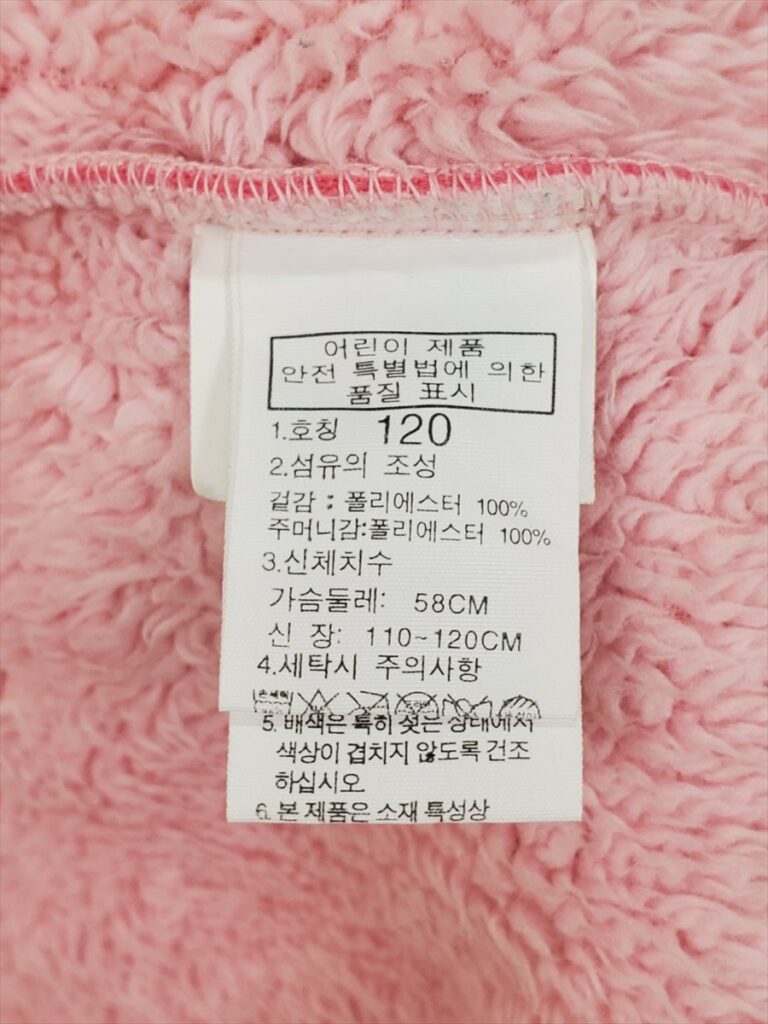 어린이 제품
안전 특별법에 의한
품질 표시
1.호칭 120
2.섬유의 조성
겉감 : 폴리에스터 100%
주머니감:폴리에스터 100%
3.신체치수
가슴둘레: 58CM
신 장: 110~120CM
4.세탁시 주의사항
손세탁
5. 배색은 특히 젖은 상태에서
색상이 겹치지 않도록 건조
하십시오
6. 본 제품은 소재 특성상